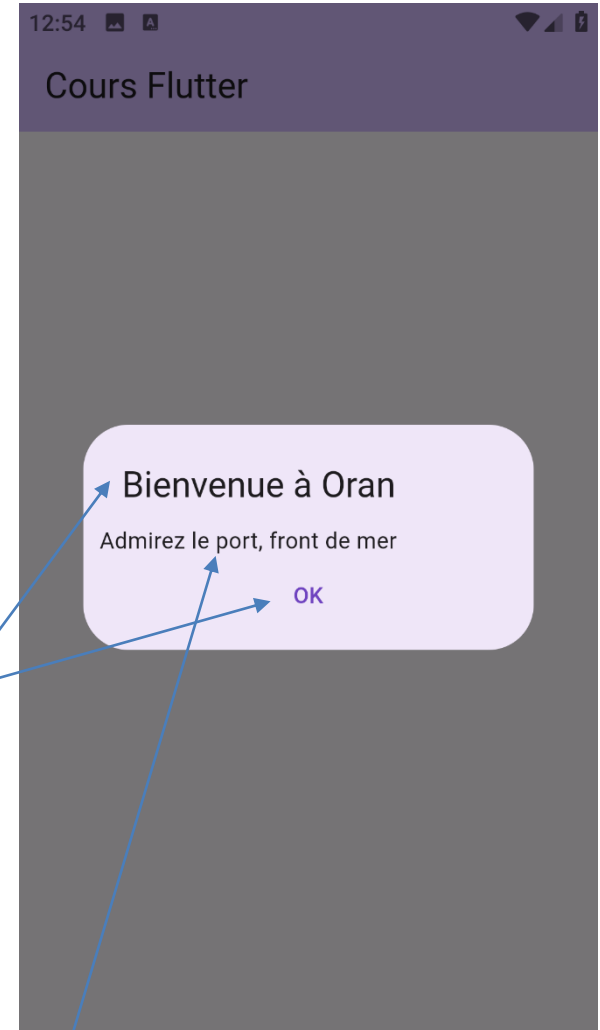 12:54
Cours Flutter
Bienvenue à Oran
Admirez le port, front de mer
OK